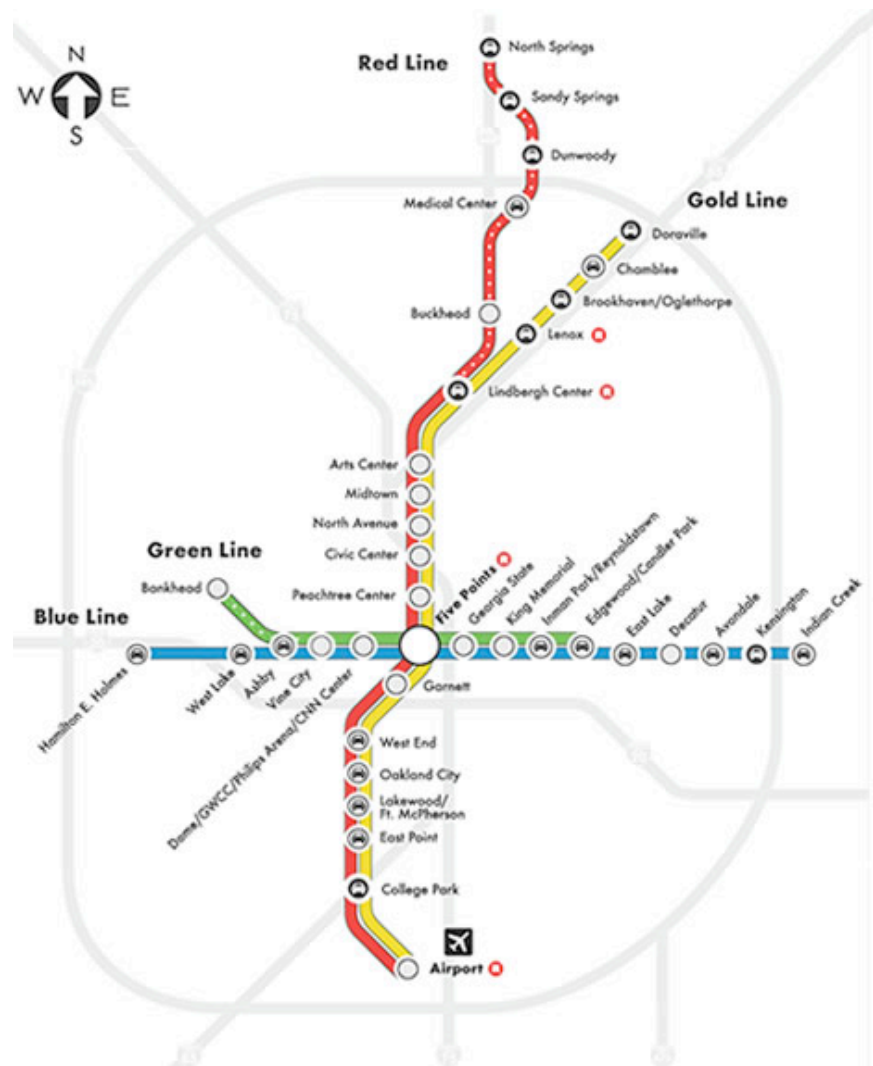 N
W E
S
Red Line
North Springs
Sandy Springs
Dunwoody
Medical Center
Gold Line
Doraville
Chamblee
Brookhaven/Oglethorpe
Buckhead
Lenox
Lindbergh Center
Arts Center
Midtown
North Avenue
Civic Center
Peachtree Center
Green Line
Bankhead
Blue Line
Hamilton E. Holmes
West Lake
Ashby
Vine City
Dome/GWCC/Philips Arena/CNN Center
Five Points
Georgia State
King Memorial
Inman Park/Reynoldstown
Edgewood/Candler Park
East Lake
Decatur
Avondale
Kensington
Indian Creek
Garnett
West End
Oakland City
Lakewood/
Ft. McPherson
East Point
College Park
Airport